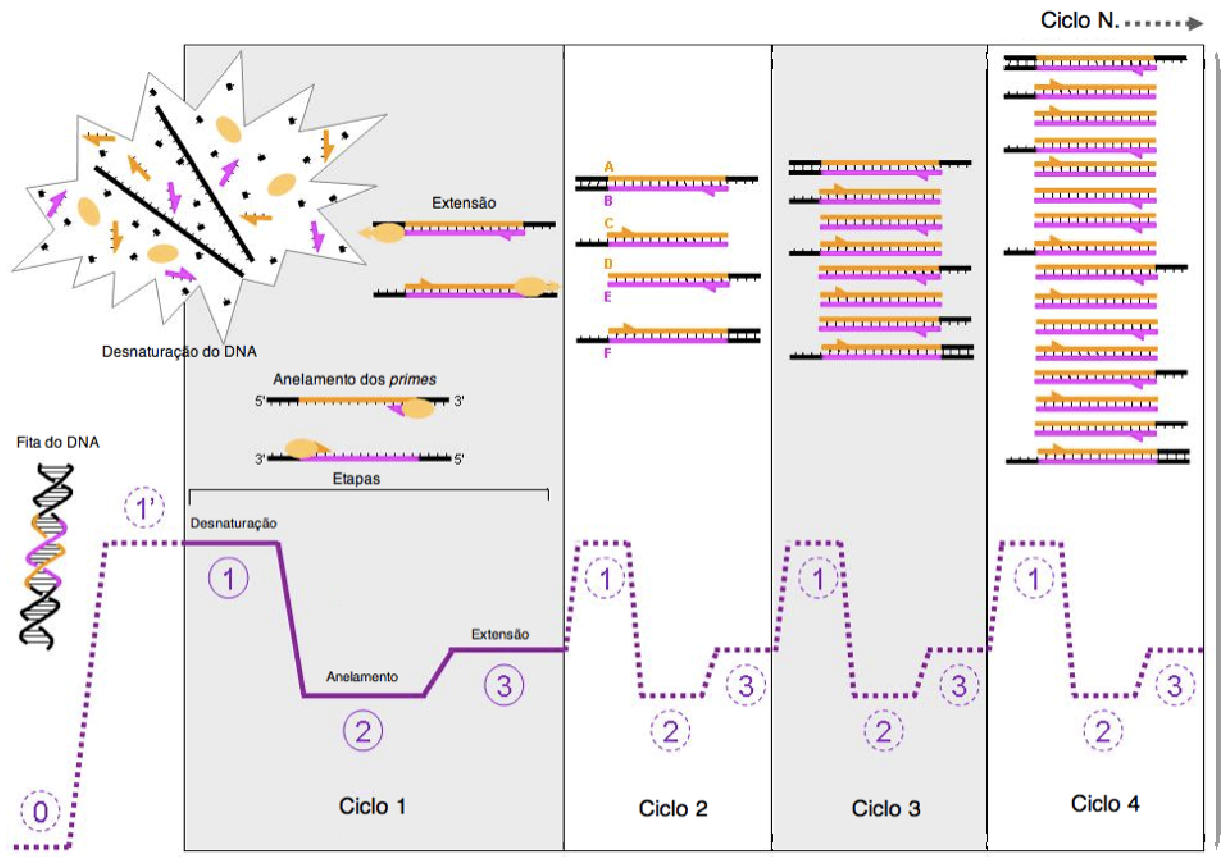 Ciclo N.
Extensão
A
B
C
D
E
F
Desnaturação do DNA
Anelamento dos primes
5' 3'
3' 5'
Fita do DNA
Etapas
1'
Desnaturação
1 1 1 1
Extensão
Anelamento
3 3 3 3
2 2 2 2
0
Ciclo 1 Ciclo 2 Ciclo 3 Ciclo 4